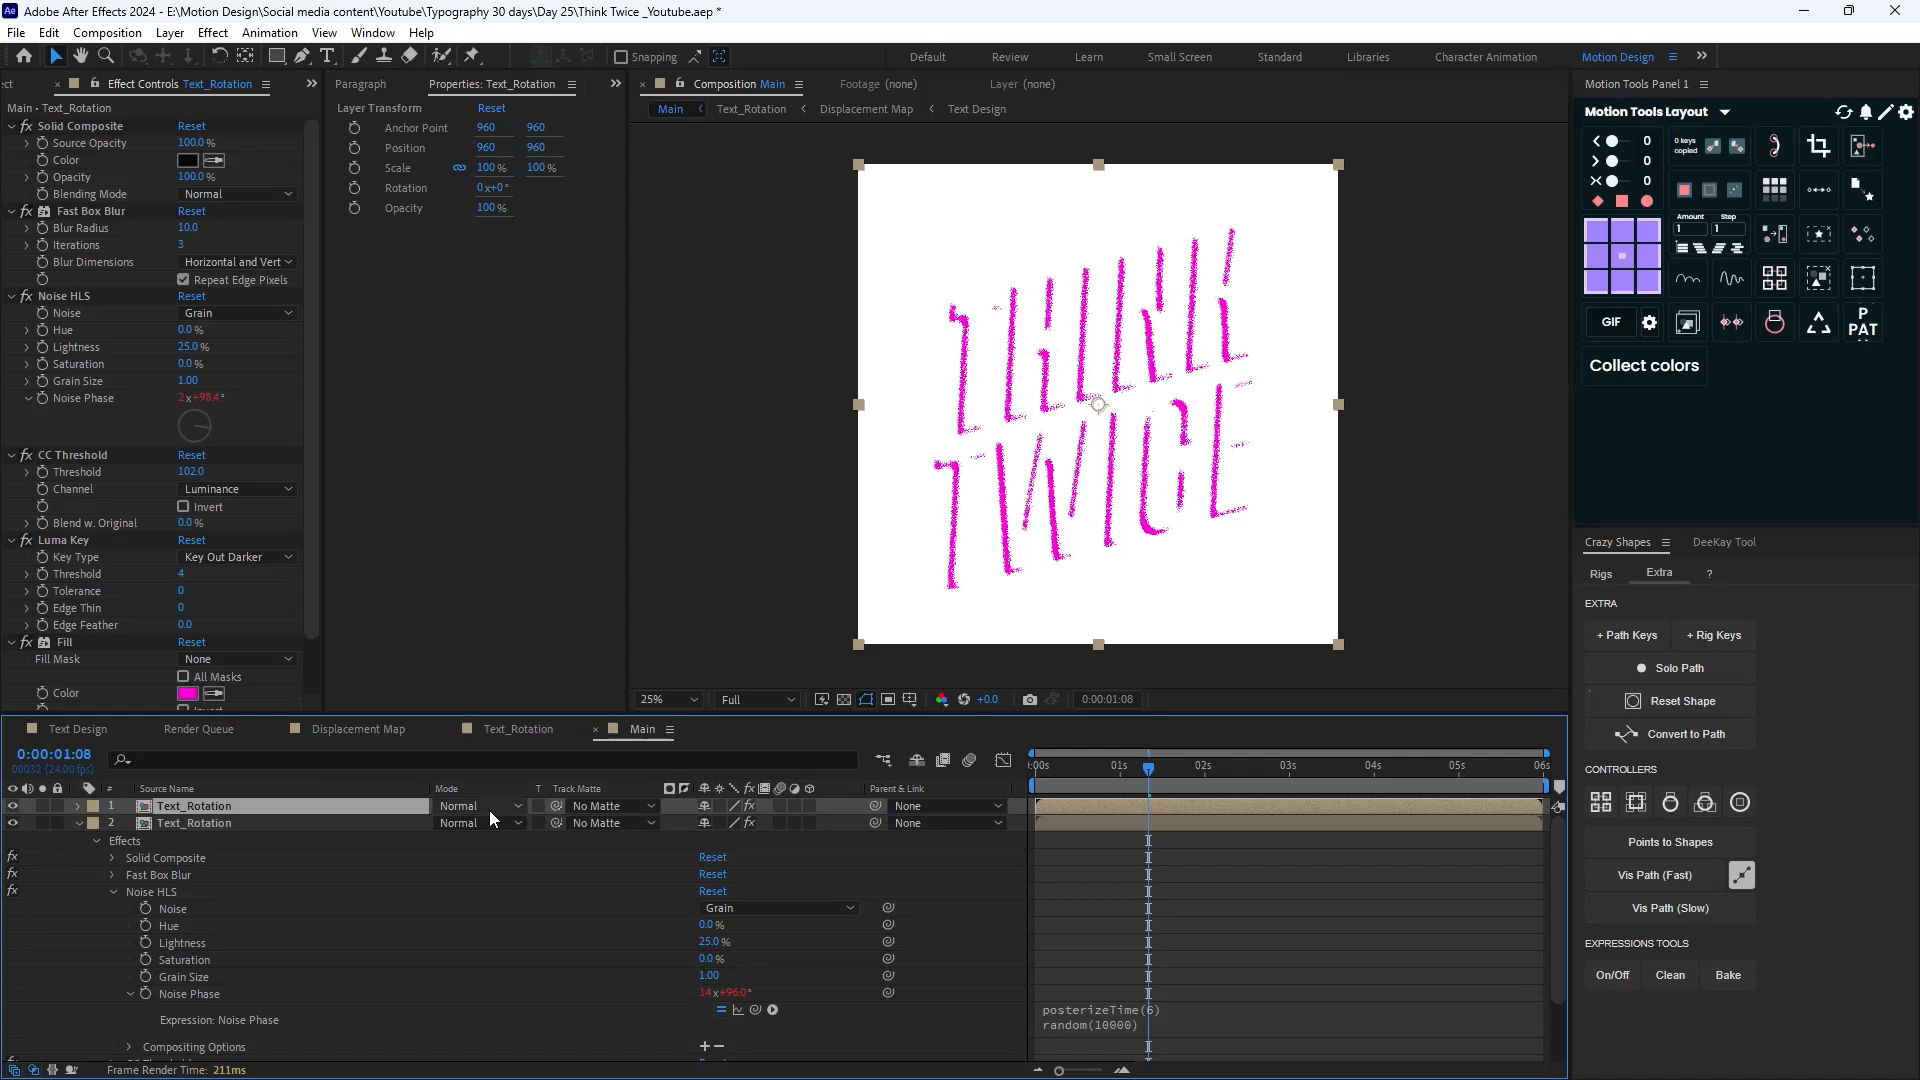 Adobe After Effects 2024 - E:\Motion Design\Social media content\Youtube\Typography 30 days\Day 25\Think Twice _Youtube.aep *
File Edit Composition Layer Effect Animation View Window Help
Snapping
Default Review Learn Small Screen Standard Libraries Character Animation Motion Design
Effect Controls Text_Rotation
Main • Text_Rotation
Solid Composite Reset
Source Opacity 100.0 %
Color
Opacity 100.0 %
Blending Mode Normal
Fast Box Blur Reset
Blur Radius 10.0
Iterations 3
Blur Dimensions Horizontal and Vert
Repeat Edge Pixels
Noise HLS Reset
Noise Grain
Hue 0.0 %
Lightness 25.0 %
Saturation 0.0 %
Grain Size 1.00
Noise Phase 2x+98.4°
CC Threshold Reset
Threshold 102.0
Channel Luminance
Invert
Blend w. Original 0.0 %
Luma Key Reset
Key Type Key Out Darker
Threshold 4
Tolerance 0
Edge Thin 0
Edge Feather 0.0
Fill Reset
Fill Mask None
All Masks
Color
Paragraph Properties: Text_Rotation
Layer Transform Reset
Anchor Point 960 960
Position 960 960
Scale 100 % 100 %
Rotation 0x+0°
Opacity 100 %
Composition Main Footage (none) Layer (none)
Main Text_Rotation Displacement Map Text Design
THINK
TWICE
25% Full +0.0 0:00:01:08
Motion Tools Panel 1
Motion Tools Layout
0
0 keys copied
0
0
Amount Step
1 1
GIF
P
PAT
Collect colors
Crazy Shapes DeeKay Tool
Rigs Extra ?
EXTRA
+ Path Keys + Rig Keys
Solo Path
Reset Shape
Convert to Path
CONTROLLERS
Points to Shapes
Vis Path (Fast)
Vis Path (Slow)
EXPRESSIONS TOOLS
On/Off Clean Bake
Text Design Render Queue Displacement Map Text_Rotation Main
0:00:01:08
00032 (24.00 fps)
:00s 01s 02s 03s 04s 05s 06s
# Source Name Mode T Track Matte Parent & Link
1 Text_Rotation Normal No Matte None
2 Text_Rotation Normal No Matte None
Effects
Solid Composite Reset
Fast Box Blur Reset
Noise HLS Reset
Noise Grain
Hue 0.0 %
Lightness 25.0 %
Saturation 0.0 %
Grain Size 1.00
Noise Phase 14x+96.0°
posterizeTime(6)
Expression: Noise Phase
random(10000)
Compositing Options
Frame Render Time: 211ms